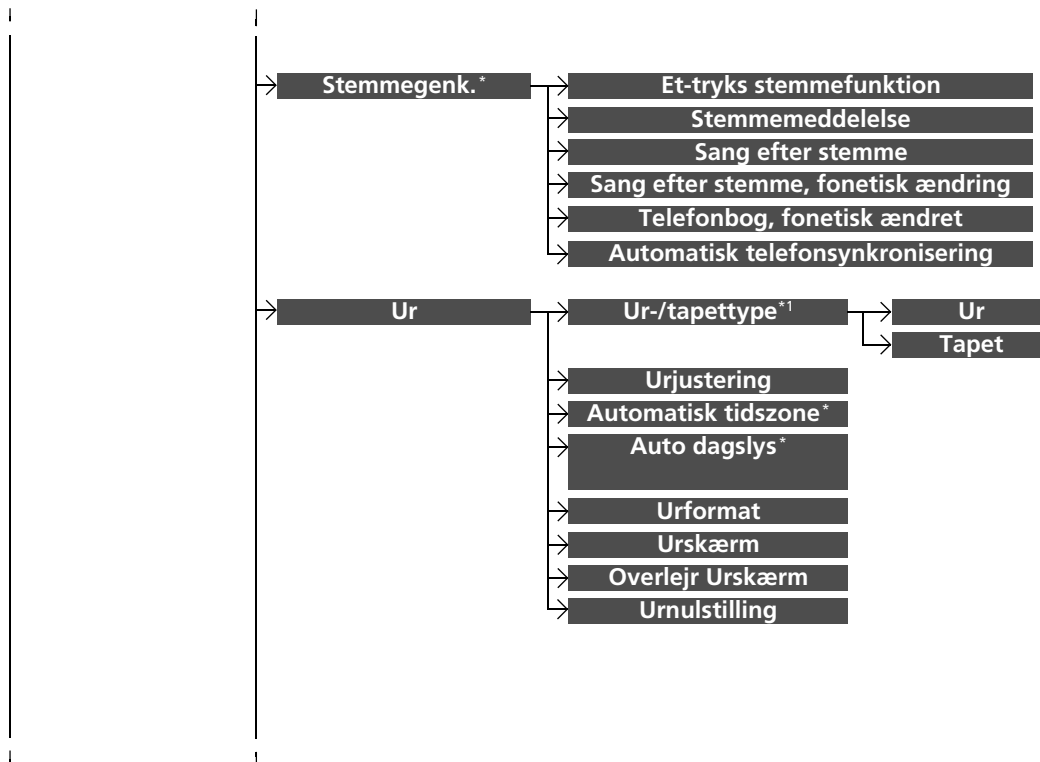 Stemmegenk.*
Et-tryks stemmefunktion
Stemmemeddelelse
Sang efter stemme
Sang efter stemme, fonetisk ændring
Telefonbog, fonetisk ændret
Automatisk telefonsynkronisering
Ur
Ur-/tapettype*1
Ur
Tapet
Urjustering
Automatisk tidszone*
Auto dagslys*
Urformat
Urskærm
Overlejr Urskærm
Urnulstilling